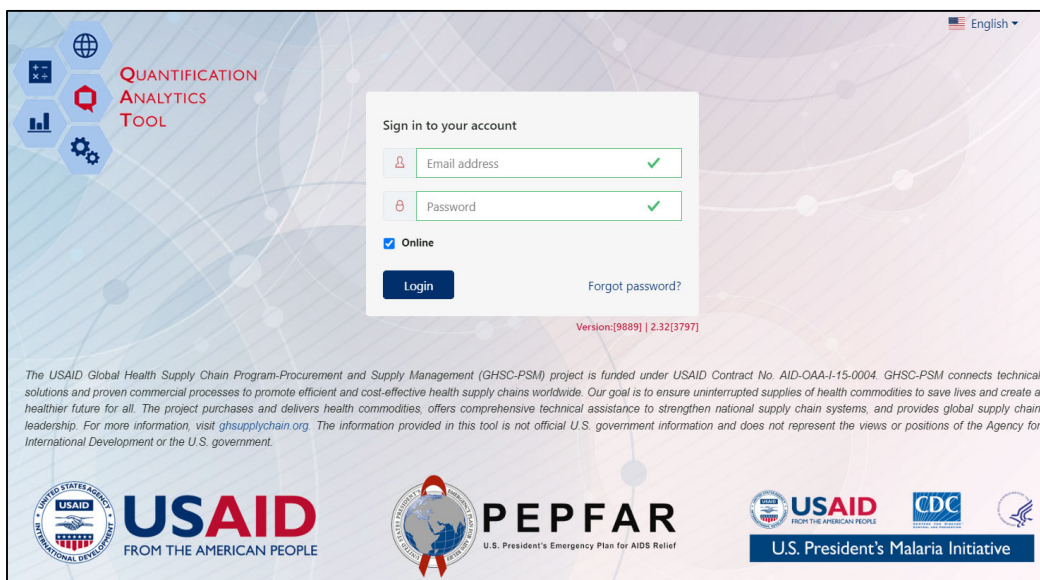 English
QUANTIFICATION
ANALYTICS
TOOL
Sign in to your account
Email address
Password
Online
Login
Forgot password?
Version:[9889] | 2.32[3797]
The USAID Global Health Supply Chain Program-Procurement and Supply Management (GHSC-PSM) project is funded under USAID Contract No. AID-OAA-I-15-0004. GHSC-PSM connects technical
solutions and proven commercial processes to promote efficient and cost-effective health supply chains worldwide. Our goal is to ensure uninterrupted supplies of health commodities to save lives and create a
healthier future for all. The project purchases and delivers health commodities, offers comprehensive technical assistance to strengthen national supply chain systems, and provides global supply chain
leadership. For more information, visit ghsupplychain.org. The information provided in this tool is not official U.S. government information and does not represent the views or positions of the Agency for
International Development or the U.S. government.
UNITED STATES AGENCY
USAID
INTERNATIONAL DEVELOPMENT
USAID
FROM THE AMERICAN PEOPLE
PEPFAR
U.S. President's Emergency Plan for AIDS Relief
USAID
FROM THE AMERICAN PEOPLE
CDC
U.S. President's Malaria Initiative